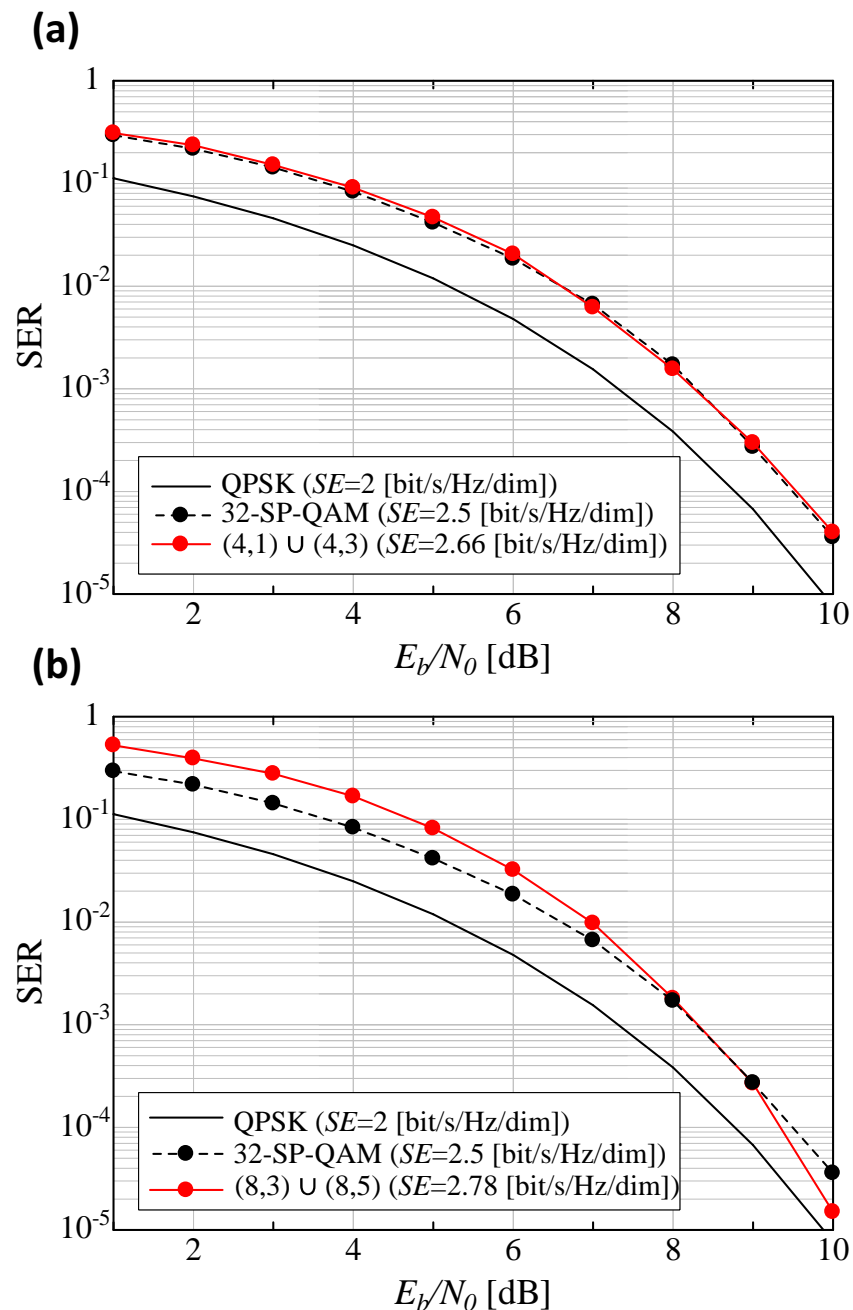 (a)
1
10-1
10-2
10-3
10-4
10-5
SER
QPSK (SE=2 [bit/s/Hz/dim])
32-SP-QAM (SE=2.5 [bit/s/Hz/dim])
(4,1) ∪ (4,3) (SE=2.66 [bit/s/Hz/dim])
2 4 6 8 10
Eb/N0 [dB]
(b)
1
10-1
10-2
10-3
10-4
10-5
SER
QPSK (SE=2 [bit/s/Hz/dim])
32-SP-QAM (SE=2.5 [bit/s/Hz/dim])
(8,3) ∪ (8,5) (SE=2.78 [bit/s/Hz/dim])
2 4 6 8 10
Eb/N0 [dB]